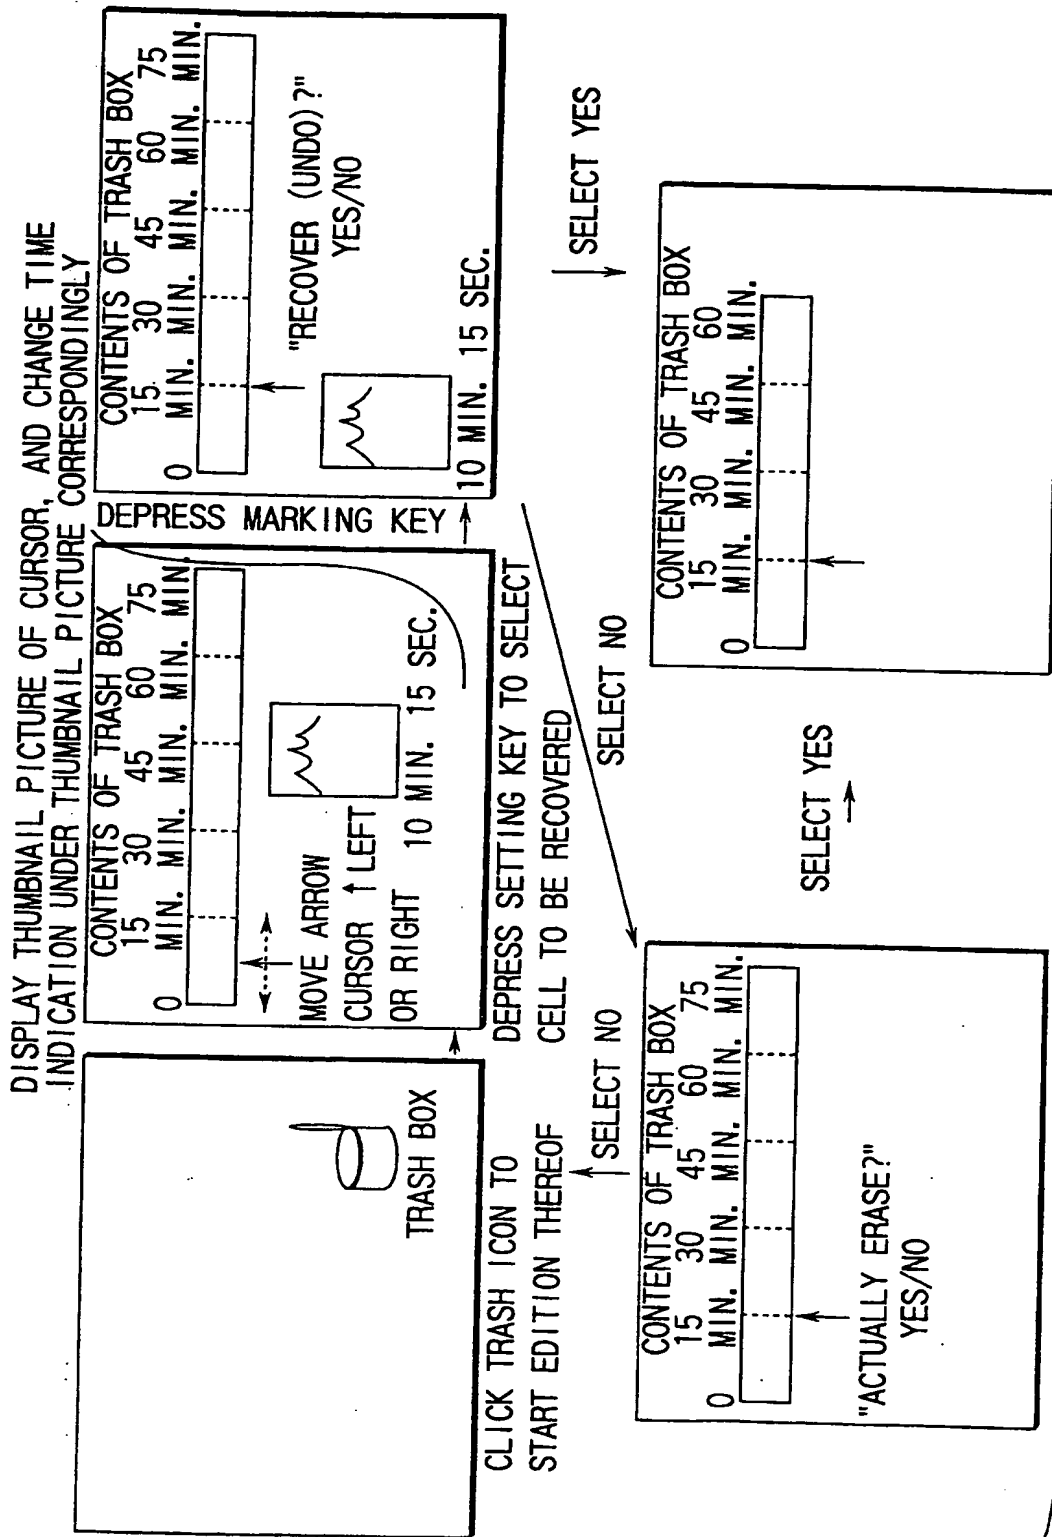 DISPLAY THUMBNAIL PICTURE OF CURSOR, AND CHANGE TIME
INDICATION UNDER THUMBNAIL PICTURE CORRESPONDINGLY
TRASH BOX
CLICK TRASH ICON TO
START EDITION THEREOF
CONTENTS OF TRASH BOX
15 30 45 60 75
0 MIN. MIN. MIN. MIN. MIN.
MOVE ARROW
CURSOR ↑ LEFT
OR RIGHT
10 MIN. 15 SEC.
DEPRESS SETTING KEY TO SELECT
CELL TO BE RECOVERED
DEPRESS MARKING KEY
CONTENTS OF TRASH BOX
15 30 45 60 75
0 MIN. MIN. MIN. MIN. MIN.
"RECOVER (UNDO)?"
YES/NO
10 MIN. 15 SEC.
SELECT NO
SELECT NO
SELECT YES
CONTENTS OF TRASH BOX
15 30 45 60 75
0 MIN. MIN. MIN. MIN. MIN.
"ACTUALLY ERASE?"
YES/NO
SELECT YES
CONTENTS OF TRASH BOX
15 30 45 60
0 MIN. MIN. MIN. MIN.